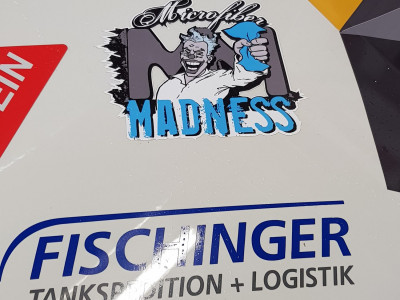 Microfiber
MADNESS
EIN
FISCHINGER
TANKSPEDITION + LOGISTIK